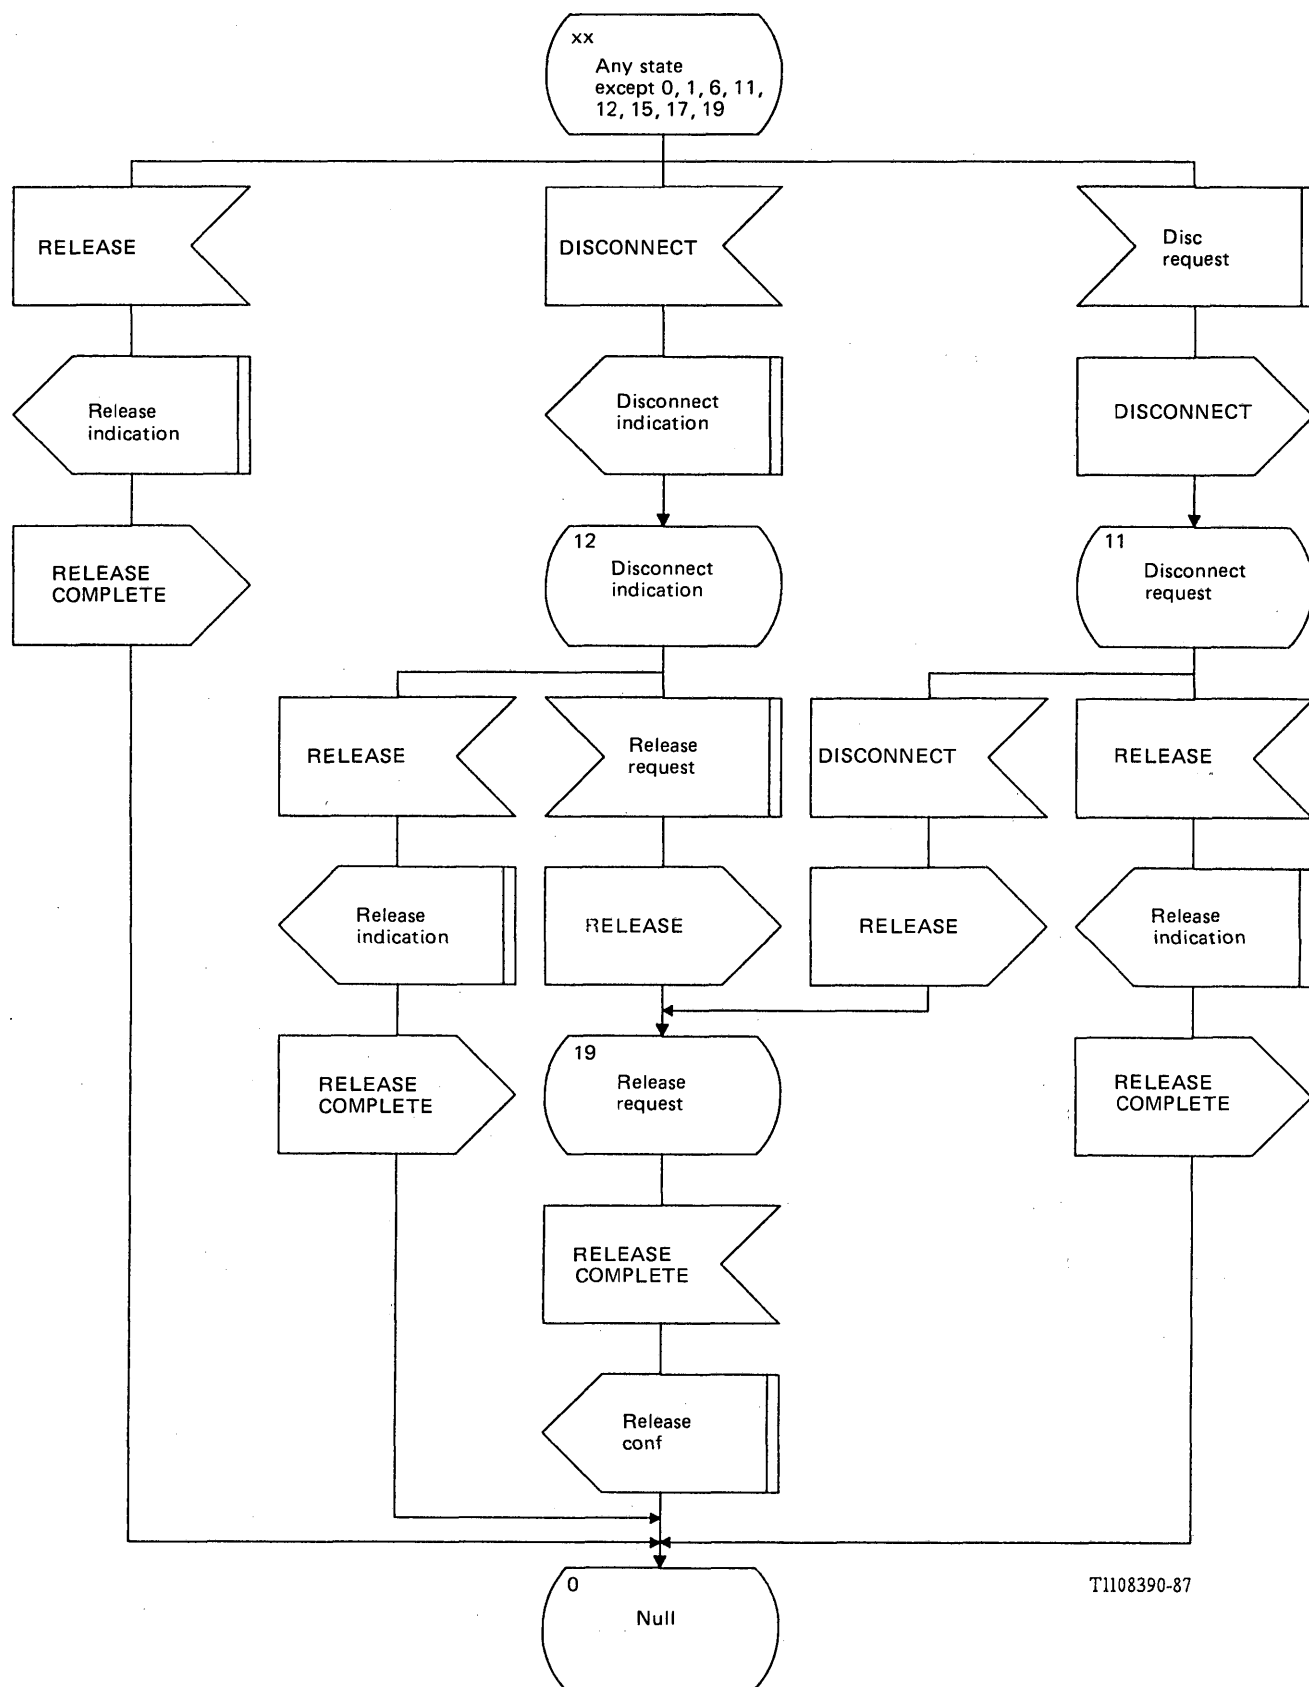 xx
Any state
except 0, 1, 6, 11,
12, 15, 17, 19
RELEASE
DISCONNECT
Disc
request
Release
indication
Disconnect
indication
DISCONNECT
RELEASE
COMPLETE
12
Disconnect
indication
11
Disconnect
request
RELEASE
Release
request
DISCONNECT
RELEASE
Release
indication
RELEASE
RELEASE
Release
indication
RELEASE
COMPLETE
19
Release
request
RELEASE
COMPLETE
RELEASE
COMPLETE
Release
conf
0
Null
T1108390-87